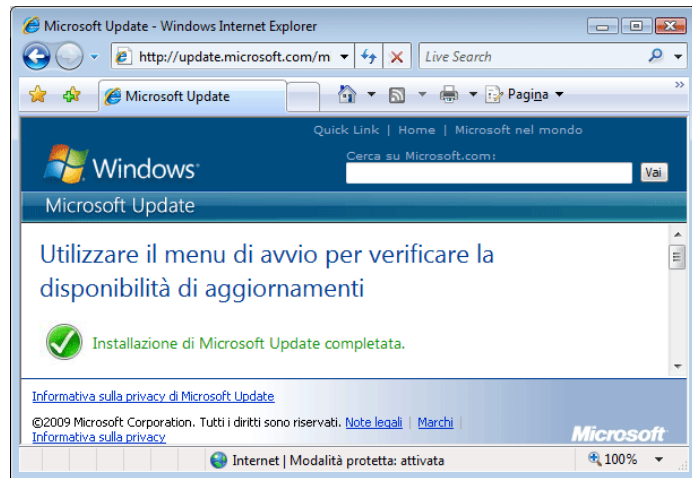 Microsoft Update - Windows Internet Explorer
http://update.microsoft.com/m
Live Search
Microsoft Update
Pagina
»
Quick Link | Home | Microsoft nel mondo
Cerca su Microsoft.com:
Windows
Vai
Microsoft Update
Utilizzare il menu di avvio per verificare la
disponibilità di aggiornamenti
Installazione di Microsoft Update completata.
Informativa sulla privacy di Microsoft Update
©2009 Microsoft Corporation. Tutti i diritti sono riservati. Note legali | Marchi |
Informativa sulla privacy
Microsoft
Internet | Modalità protetta: attivata
100%